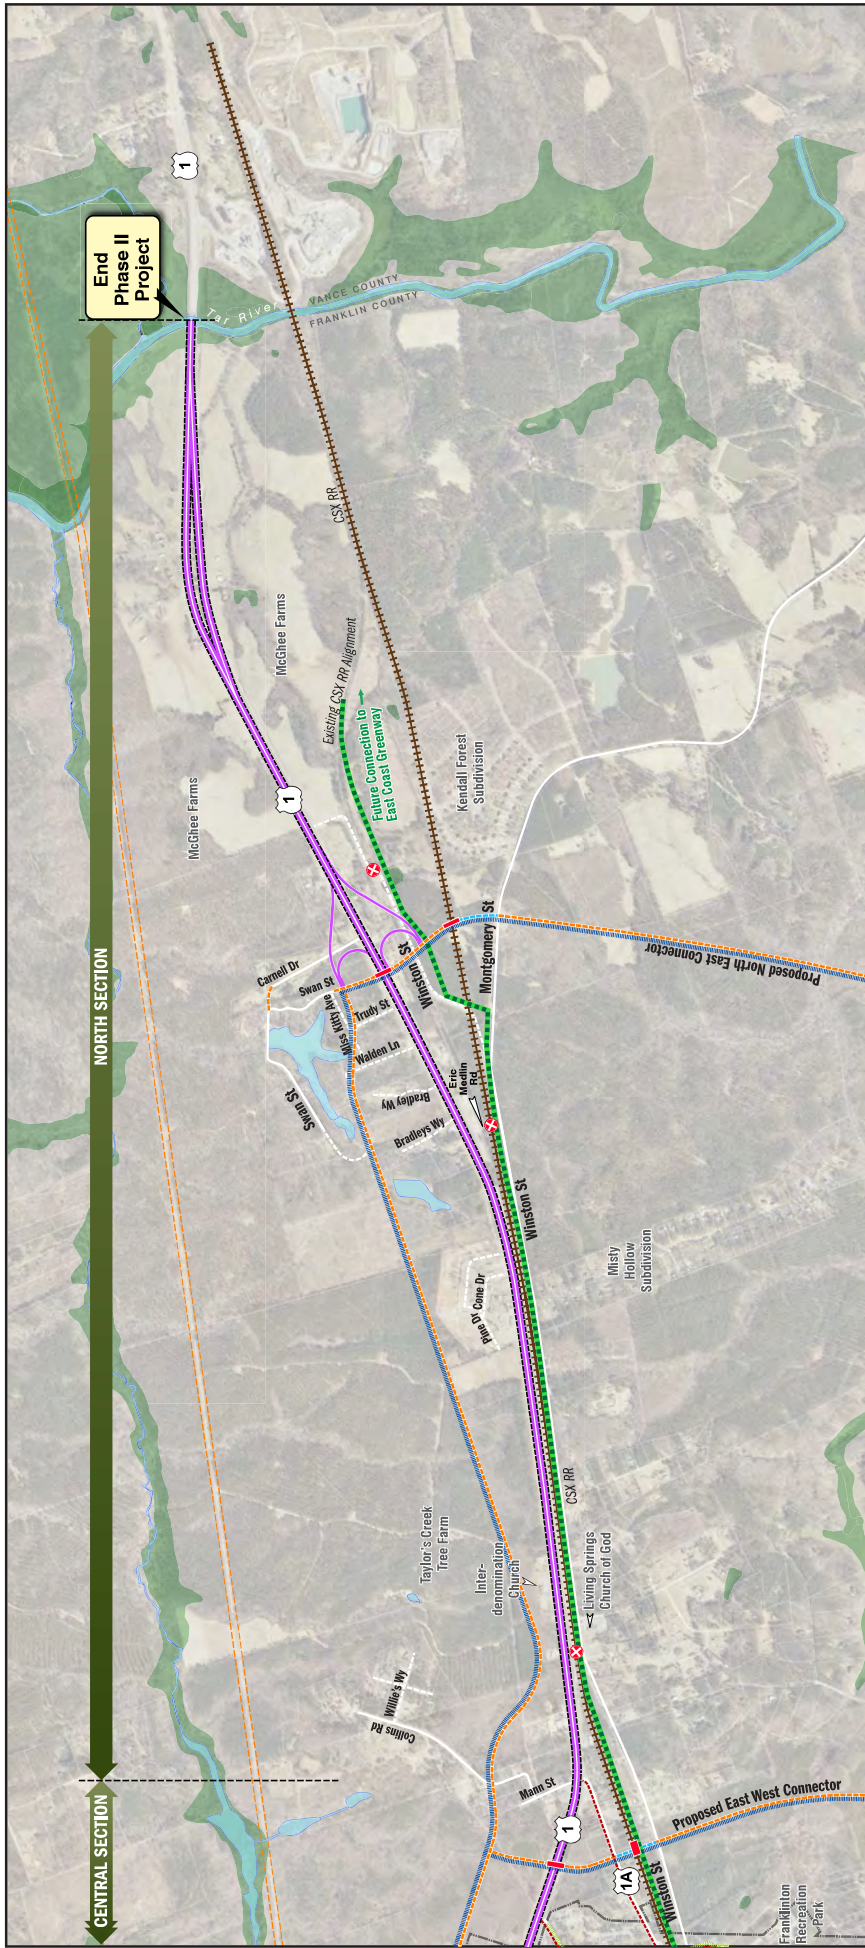 1
End
Phase II
Project
Tar River
VANCE COUNTY
FRANKLIN COUNTY
CSX RR
McGhee Farms
Existing CSX RR Alignment
Future Connection to
East Coast Greenway
Kendall Forest
Subdivision
McGhee Farms
1
Montgomery St
Winston St
Proposed North East Connector
Carnell Dr
Swan St
Miss Kitty Ave
Trudy St
Walden Ln
Bradley Wy
Bradleys Wy
Swan St
Eric
Medlin
Rd
NORTH SECTION
Winston St
Misty
Hollow
Subdivision
Cone Dr
Pine Dr
CSX RR
Taylor's Creek
Tree Farm
Inter-
denomination
Church
Living Springs
Church of God
Willie's Wy
Collins Rd
Mann St
1
Proposed East West Connector
1A
Winston St
CENTRAL SECTION
Franklinton
Recreation
Park